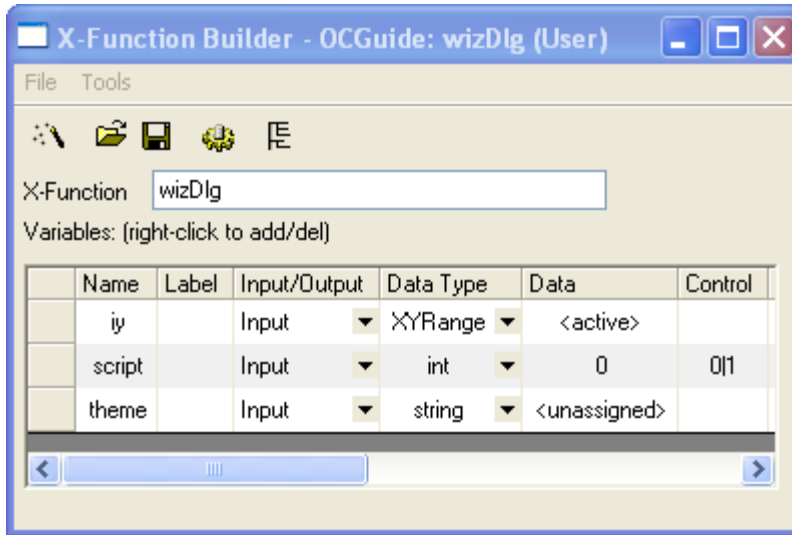 X-Function Builder - OCGuide: wizDlg (User)
File Tools
X-Function wizDlg
Variables: (right-click to add/del)
Name Label Input/Output Data Type Data Control
iy Input XYRange <active>
script Input int 0 0|1
theme Input string <unassigned>